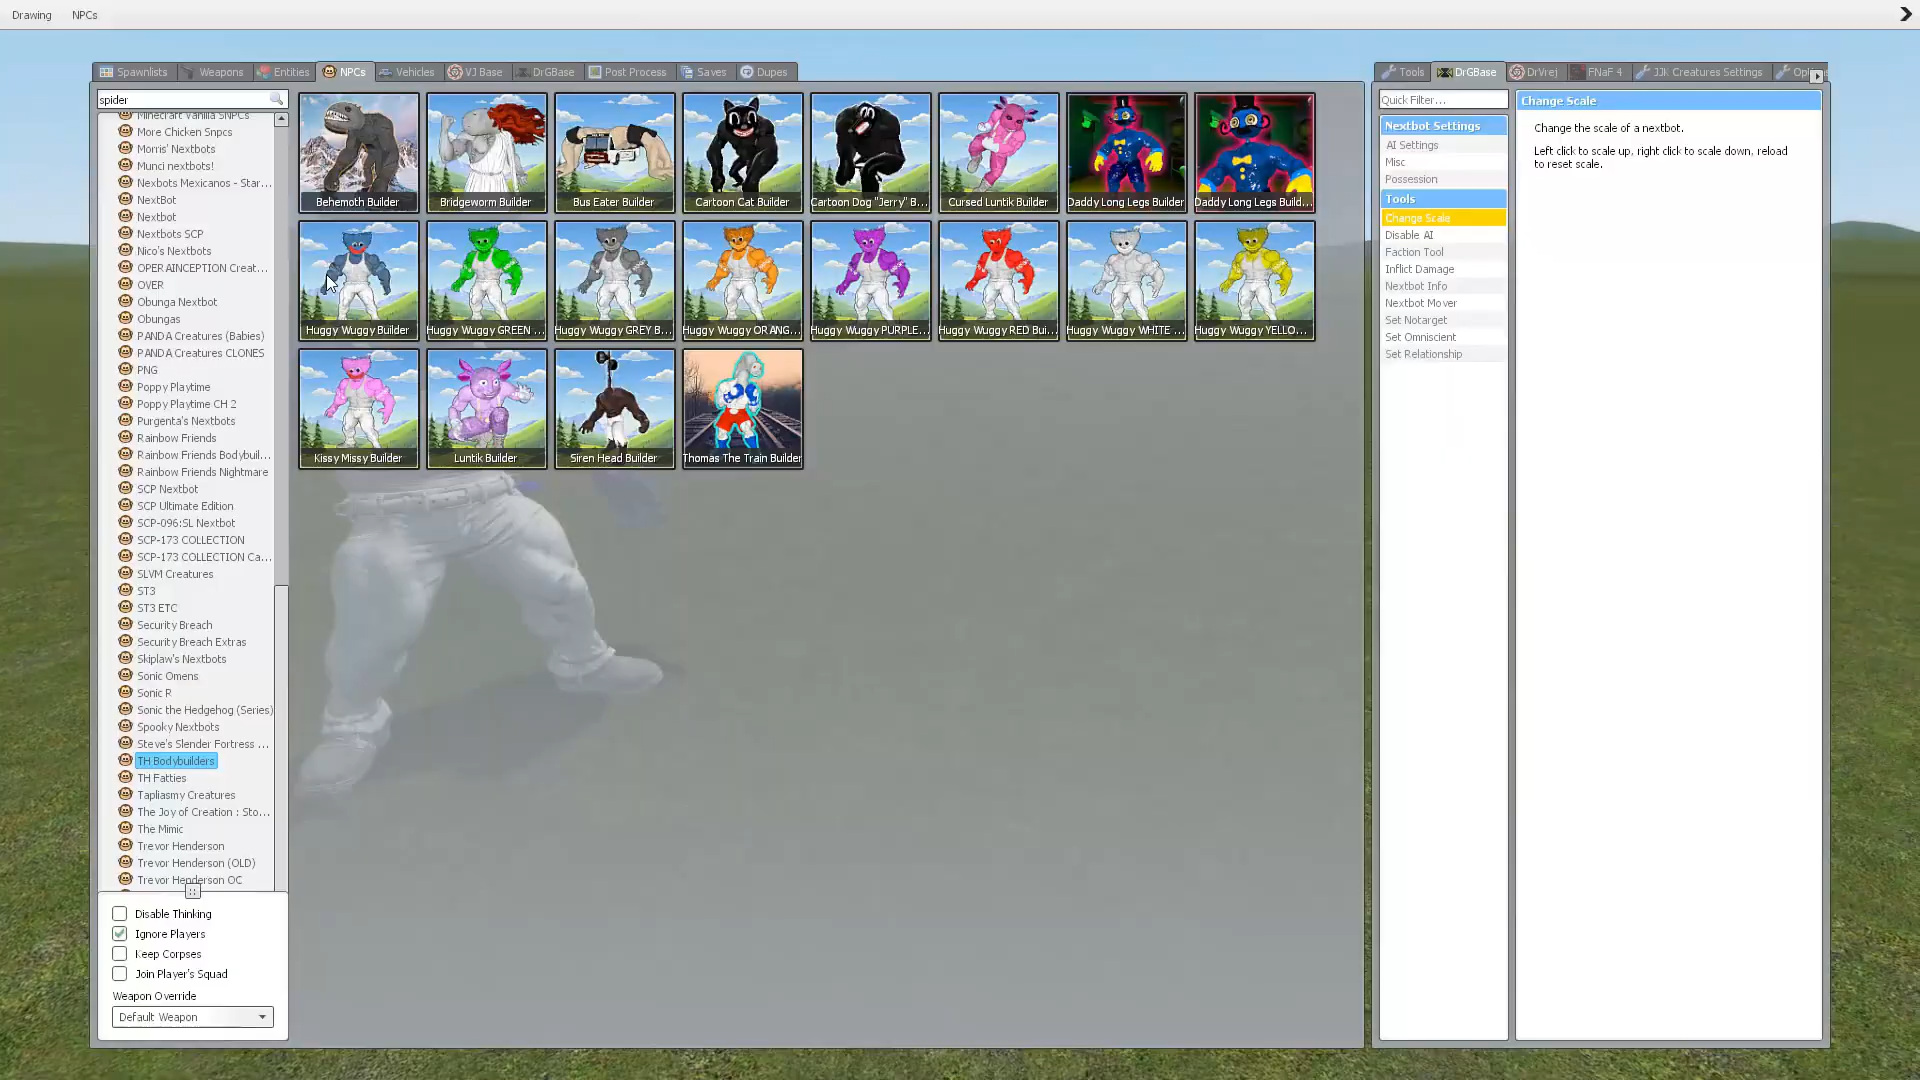 Drawing NPCs
Spawnlists Weapons Entities NPCs Vehicles VJ Base DrGBase Post Process Saves Dupes
spider
Minecraft Vanilla SNPCs
More Chicken Snpcs
Morris' Nextbots
Munci nextbots!
Nexbots Mexicanos - Star...
NextBot
Nextbot
Nextbots SCP
Nico's Nextbots
OPERAINCEPTION Creat...
OVER
Obunga Nextbot
Obungas
PANDA Creatures (Babies)
PANDA Creatures CLONES
PNG
Poppy Playtime
Poppy Playtime CH 2
Purgenta's Nextbots
Rainbow Friends
Rainbow Friends Bodybuil...
Rainbow Friends Nightmare
SCP Nextbot
SCP Ultimate Edition
SCP-096:SL Nextbot
SCP-173 COLLECTION
SCP-173 COLLECTION Ca...
SLVM Creatures
ST3
ST3 ETC
Security Breach
Security Breach Extras
Skiplaw's Nextbots
Sonic Omens
Sonic R
Sonic the Hedgehog (Series)
Spooky Nextbots
Steve's Slender Fortress ...
TH Bodybuilders
TH Fatties
Tapliasmy Creatures
The Joy of Creation : Sto...
The Mimic
Trevor Henderson
Trevor Henderson (OLD)
Trevor Henderson OC
Disable Thinking
Ignore Players
Keep Corpses
Join Player's Squad
Weapon Override
Default Weapon
Behemoth Builder Bridgeworm Builder Bus Eater Builder Cartoon Cat Builder Cartoon Dog "Jerry" B... Cursed Luntik Builder Daddy Long Legs Builder Daddy Long Legs Build...
Huggy Wuggy Builder Huggy Wuggy GREEN ... Huggy Wuggy GREY B... Huggy Wuggy ORANG... Huggy Wuggy PURPLE... Huggy Wuggy RED Bui... Huggy Wuggy WHITE ... Huggy Wuggy YELLO...
Kissy Missy Builder Luntik Builder Siren Head Builder Thomas The Train Builder
Tools DrGBase DrVrej FNaF 4 JJK Creatures Settings
Quick Filter...
Nextbot Settings
AI Settings
Misc
Possession
Tools
Change Scale
Disable AI
Faction Tool
Inflict Damage
Nextbot Info
Nextbot Mover
Set Notarget
Set Omniscient
Set Relationship
Change Scale
Change the scale of a nextbot.
Left click to scale up, right click to scale down, reload
to reset scale.